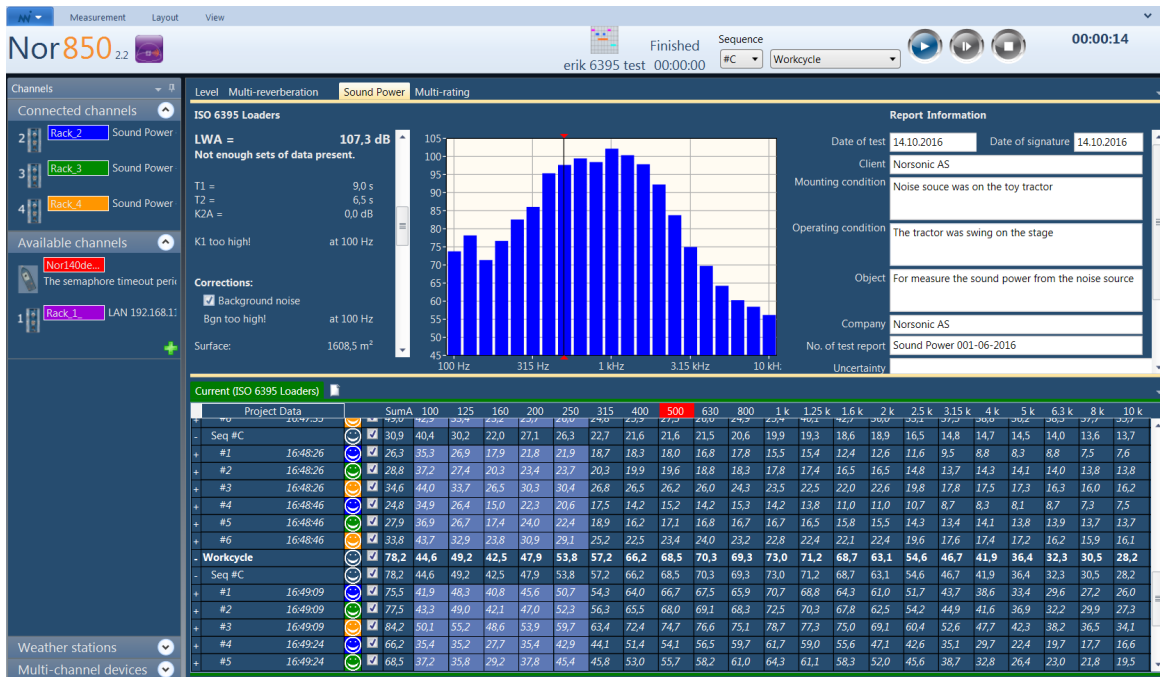 Measurement Layout View
Nor850 2.2
Finished
erik 6395 test 00:00:00
Sequence
#C Workcycle
00:00:14
Channels
Connected channels
2 Rack_2 Sound Power
3 Rack_3 Sound Power
4 Rack_4 Sound Power
Available channels
Nor140de...
The semaphore timeout perio
1 Rack_1_ LAN 192.168.11
Weather stations
Multi-channel devices
Level Multi-reverberation Sound Power Multi-rating
ISO 6395 Loaders
LWA = 107,3 dB
Not enough sets of data present.
T1 = 9,0 s
T2 = 6,5 s
K2A = 0,0 dB
K1 too high! at 100 Hz
Corrections:
Background noise
Bgn too high! at 100 Hz
Surface: 1608,5 m²
105
100
95
90
85
80
75
70
65
60
55
50
45
100 Hz 315 Hz 1 kHz 3.15 kHz 10 kH:
Report Information
Date of test 14.10.2016 Date of signature 14.10.2016
Client Norsonic AS
Mounting condition Noise souce was on the toy tractor
Operating condition The tractor was swing on the stage
Object For measure the sound power from the noise source
Company Norsonic AS
No. of test report Sound Power 001-06-2016
Uncertainty
Current (ISO 6395 Loaders)
Project Data SumA 100 125 160 200 250 315 400 500 630 800 1 k 1.25 k 1.6 k 2 k 2.5 k 3.15 k 4 k 5 k 6.3 k 8 k 10 k
- Seq #C 30,9 40,4 30,2 22,0 27,1 26,3 22,7 21,6 21,6 21,5 20,6 19,9 19,3 18,6 18,9 16,5 14,8 14,7 14,5 14,0 13,6 13,7
+ #1 16:48:26 26,3 35,3 26,9 17,9 21,8 21,9 18,7 18,3 18,0 16,8 17,8 15,5 15,4 12,4 12,6 11,6 9,5 8,8 8,3 8,8 7,5 7,6
+ #2 16:48:26 28,8 37,2 27,4 20,3 23,4 23,7 20,3 19,9 19,6 18,8 18,3 17,8 17,4 16,5 16,5 14,8 13,7 14,3 14,1 14,0 13,8 13,8
+ #3 16:48:26 34,6 44,0 33,7 26,5 30,3 30,4 26,8 26,5 26,2 26,0 24,3 23,5 22,5 22,0 22,6 19,8 17,8 17,5 17,3 16,3 16,0 16,2
+ #4 16:48:46 24,8 34,9 26,4 15,0 22,3 20,6 17,5 14,2 15,2 14,2 15,3 14,2 13,8 11,0 11,0 10,7 8,7 8,3 8,1 8,7 7,3 7,5
+ #5 16:48:46 27,9 36,9 26,7 17,4 24,0 22,4 18,9 16,2 17,1 16,8 16,7 16,7 16,5 15,8 15,5 14,3 13,4 14,1 13,8 13,9 13,7 13,7
+ #6 16:48:46 33,8 43,7 32,9 23,8 30,9 29,1 25,2 22,5 23,4 24,0 23,2 22,8 22,4 22,1 22,4 19,6 17,6 17,4 17,2 16,2 15,9 16,1
- Workcycle 78,2 44,6 49,2 42,5 47,9 53,8 57,2 66,2 68,5 70,3 69,3 73,0 71,2 68,7 63,1 54,6 46,7 41,9 36,4 32,3 30,5 28,2
- Seq #C 78,2 44,6 49,2 42,5 47,9 53,8 57,2 66,2 68,5 70,3 69,3 73,0 71,2 68,7 63,1 54,6 46,7 41,9 36,4 32,3 30,5 28,2
+ #1 16:49:09 75,5 41,9 48,3 40,8 45,6 50,7 54,3 64,0 66,7 67,5 65,9 70,7 68,8 64,3 61,0 51,7 43,7 38,6 33,4 29,6 27,2 26,0
+ #2 16:49:09 77,5 43,3 49,0 42,1 47,0 52,3 56,3 65,5 68,0 69,1 68,3 72,5 70,3 67,8 62,5 54,2 44,9 41,6 36,9 32,2 29,9 27,3
+ #3 16:49:09 84,2 50,1 55,2 48,6 53,9 59,7 63,4 72,4 74,7 76,6 75,1 78,7 77,3 75,0 69,1 60,4 52,6 47,7 42,3 38,2 36,5 34,1
+ #4 16:49:24 66,2 35,4 35,2 27,7 35,4 42,9 44,1 51,4 54,1 56,5 59,7 61,7 59,0 55,6 47,1 42,6 35,1 29,7 22,4 19,7 17,7 16,6
+ #5 16:49:24 68,5 37,2 35,8 29,2 37,8 45,4 45,8 53,0 55,7 58,2 61,0 64,3 61,1 58,3 52,0 45,6 38,7 32,8 26,4 23,0 21,8 19,5